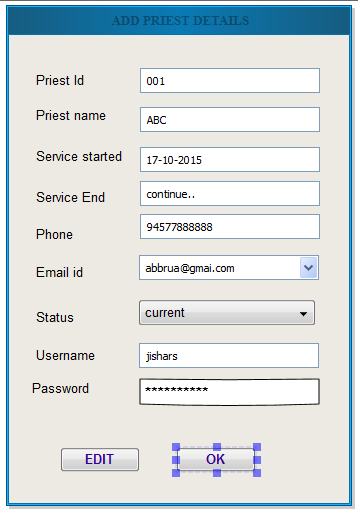 ADD PRIEST DETAILS
Priest Id 001
Priest name ABC
Service started 17-10-2015
Service End continue..
Phone 94577888888
Email id abbrua@gmai.com
Status current
Username jishars
Password **********
EDIT OK